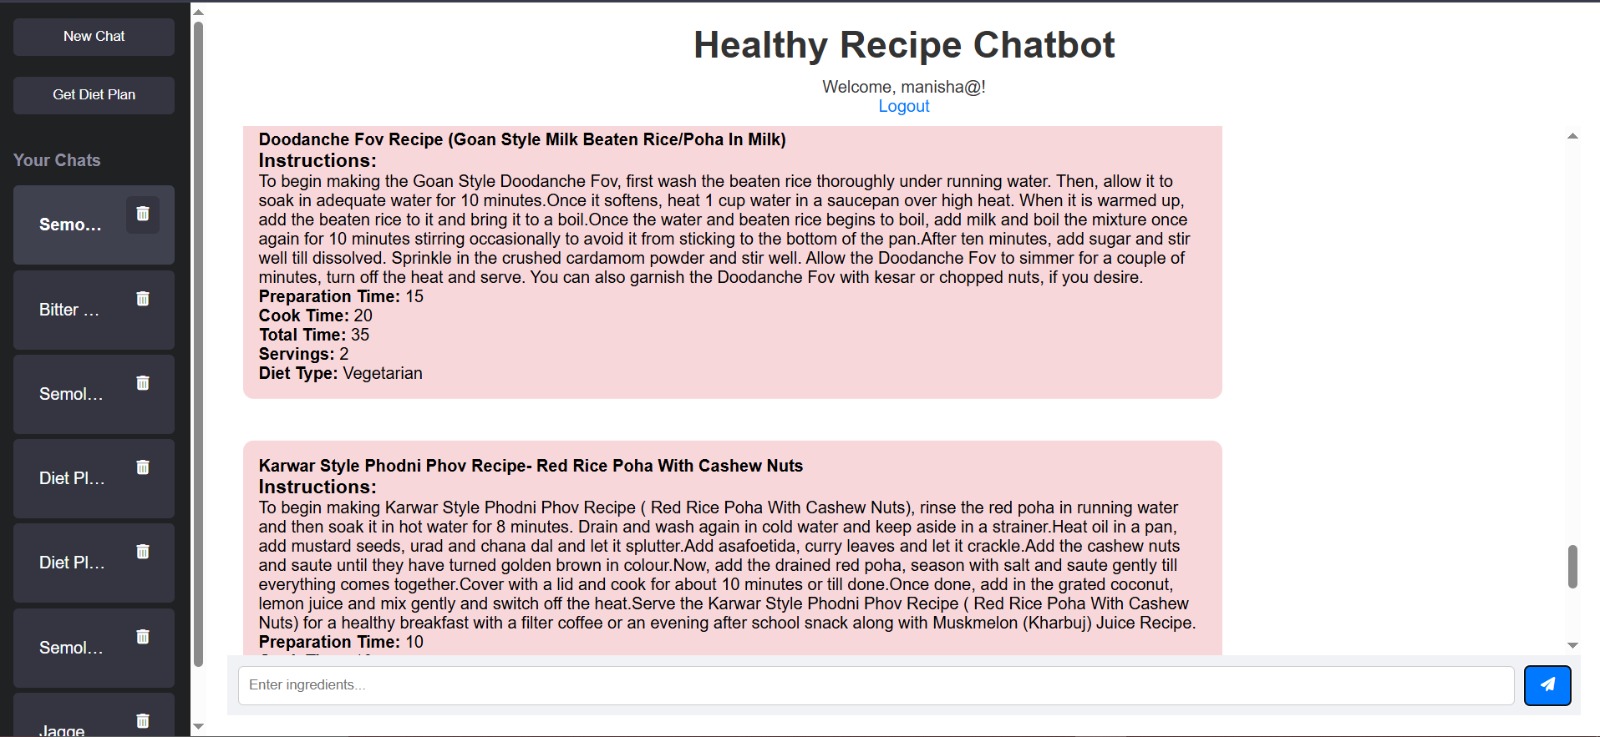 New Chat
Get Diet Plan
Your Chats
Semo...
Bitter ...
Semol...
Diet Pl...
Diet Pl...
Semol...
Jagge
Healthy Recipe Chatbot
Welcome, manisha@!
Logout
Doodanche Fov Recipe (Goan Style Milk Beaten Rice/Poha In Milk)
Instructions:
To begin making the Goan Style Doodanche Fov, first wash the beaten rice thoroughly under running water. Then, allow it to
soak in adequate water for 10 minutes.Once it softens, heat 1 cup water in a saucepan over high heat. When it is warmed up,
add the beaten rice to it and bring it to a boil.Once the water and beaten rice begins to boil, add milk and boil the mixture once
again for 10 minutes stirring occasionally to avoid it from sticking to the bottom of the pan.After ten minutes, add sugar and stir
well till dissolved. Sprinkle in the crushed cardamom powder and stir well. Allow the Doodanche Fov to simmer for a couple of
minutes, turn off the heat and serve. You can also garnish the Doodanche Fov with kesar or chopped nuts, if you desire.
Preparation Time: 15
Cook Time: 20
Total Time: 35
Servings: 2
Diet Type: Vegetarian
Karwar Style Phodni Phov Recipe- Red Rice Poha With Cashew Nuts
Instructions:
To begin making Karwar Style Phodni Phov Recipe ( Red Rice Poha With Cashew Nuts), rinse the red poha in running water
and then soak it in hot water for 8 minutes. Drain and wash again in cold water and keep aside in a strainer.Heat oil in a pan,
add mustard seeds, urad and chana dal and let it splutter.Add asafoetida, curry leaves and let it crackle.Add the cashew nuts
and saute until they have turned golden brown in colour.Now, add the drained red poha, season with salt and saute gently till
everything comes together.Cover with a lid and cook for about 10 minutes or till done.Once done, add in the grated coconut,
lemon juice and mix gently and switch off the heat.Serve the Karwar Style Phodni Phov Recipe ( Red Rice Poha With Cashew
Nuts) for a healthy breakfast with a filter coffee or an evening after school snack along with Muskmelon (Kharbuj) Juice Recipe.
Preparation Time: 10
Enter ingredients...